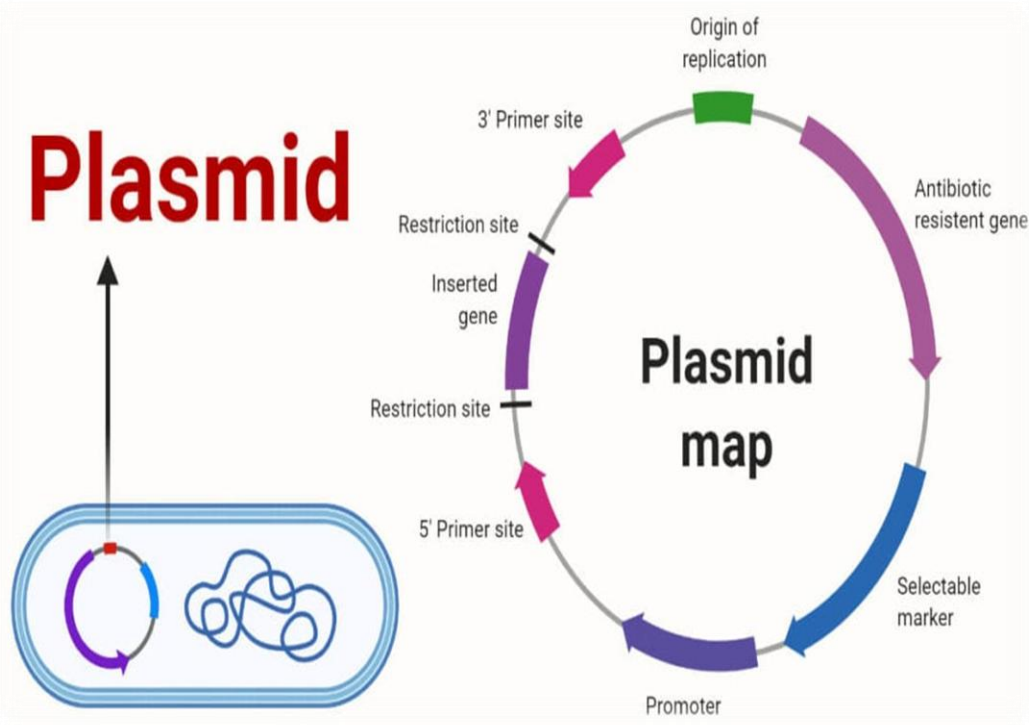 Plasmid
Origin of
replication
3' Primer site
Antibiotic
resistent gene
Restriction site
Inserted
gene
Plasmid
map
Restriction site
5' Primer site
Selectable
marker
Promoter